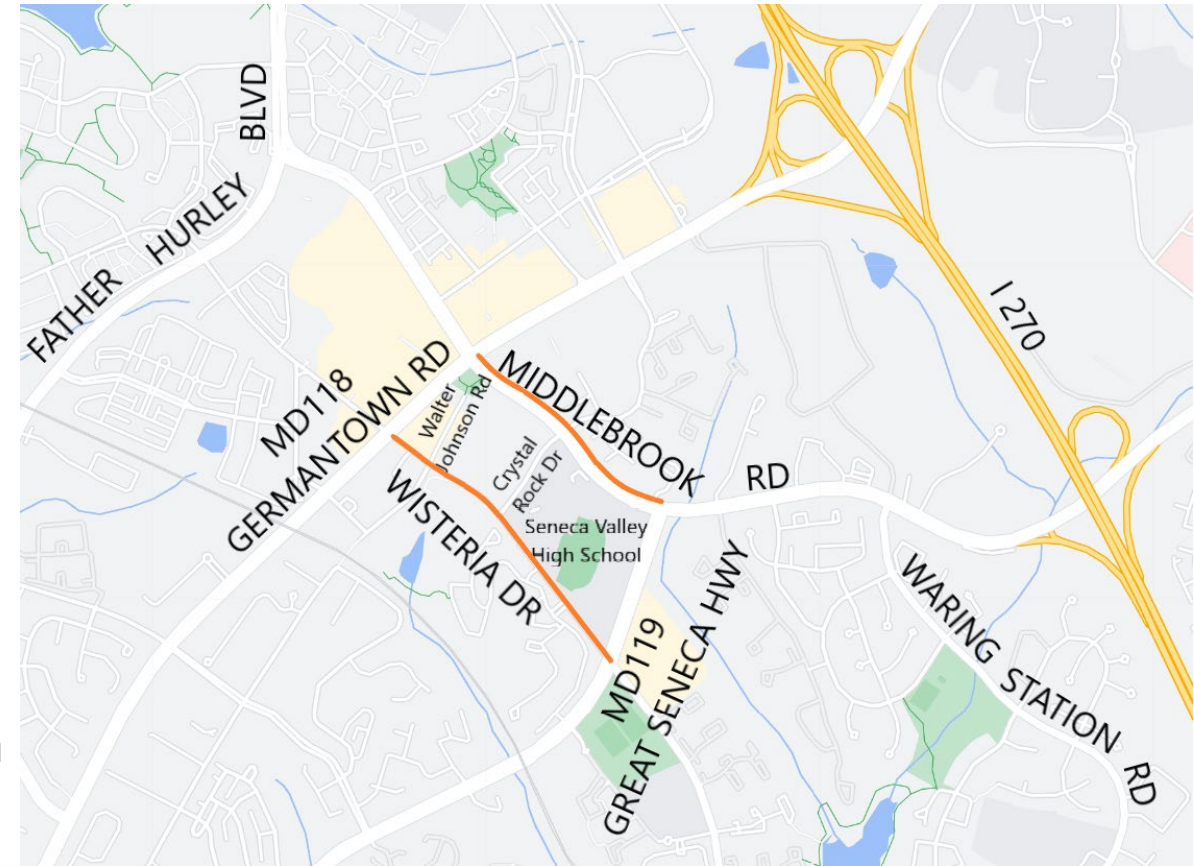 BLVD
FATHER HURLEY
I 270
MD118
GERMANTOWN RD
Walter
Johnson Rd
MIDDLEBROOK RD
Crystal
Rock Dr
WISTERIA DR
Seneca Valley
High School
MD119
GREAT SENECA HWY
WARING STATION RD